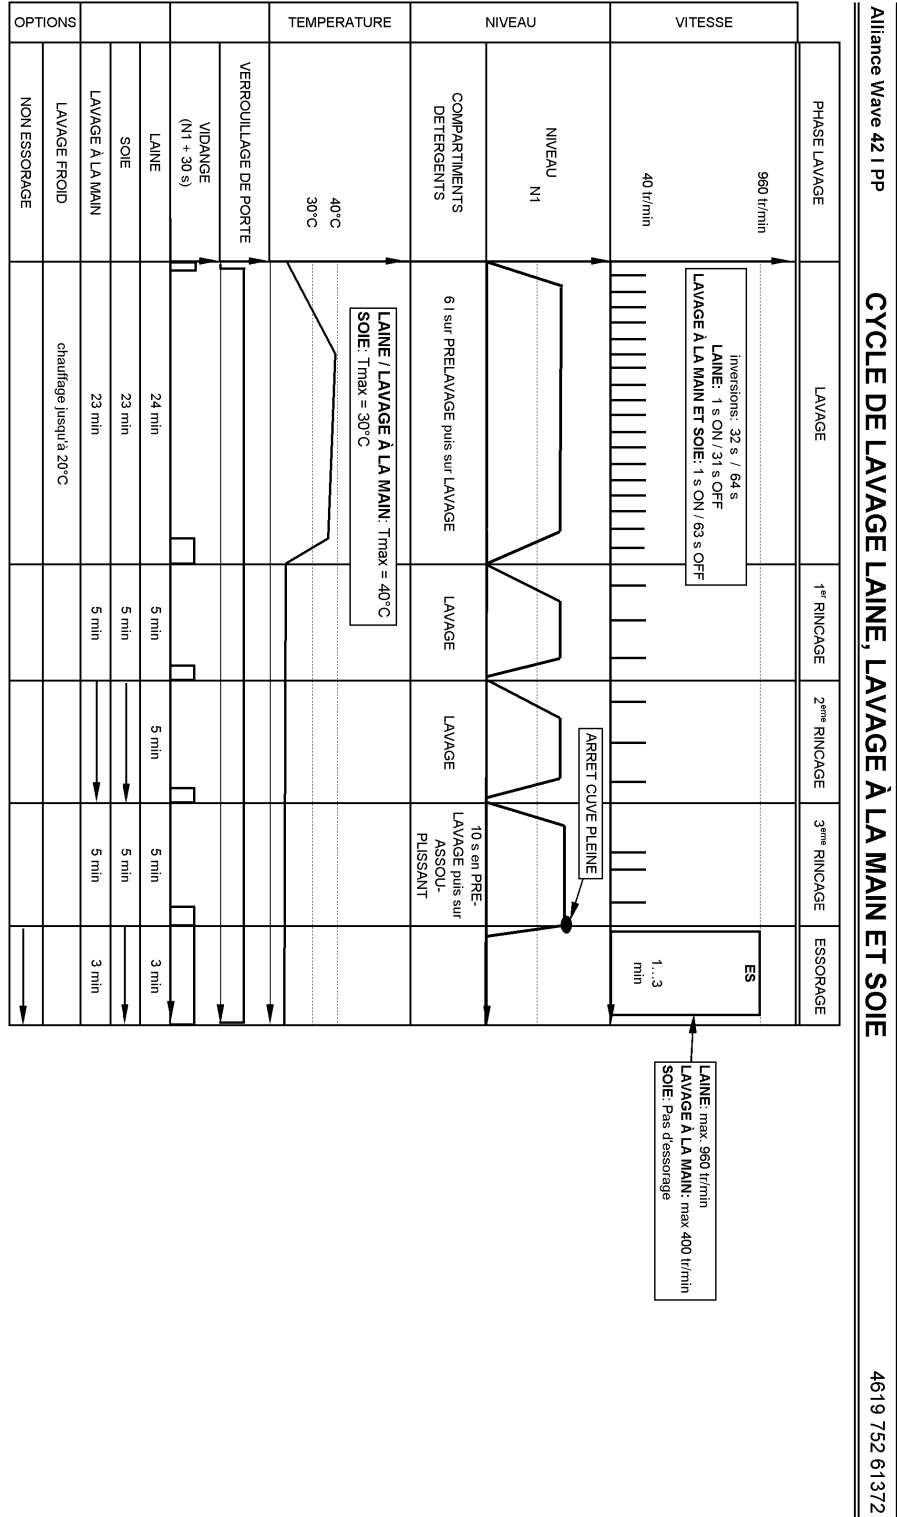 Alliance Wave 42 I PP
CYCLE DE LAVAGE LAINE, LAVAGE À LA MAIN ET SOIE
4619 752 61372
PHASE LAVAGE
LAVAGE
1er RINCAGE
2eme RINCAGE
3eme RINCAGE
ESSORAGE
VITESSE
960 tr/min
40 tr/min
inversions: 32 s / 64 s
LAINE: 1 s ON / 31 s OFF
LAVAGE À LA MAIN ET SOIE: 1 s ON / 63 s OFF
ES
1...3
min
LAINE: max. 960 tr/min
LAVAGE À LA MAIN: max 400 tr/min
SOIE: Pas d'essorage
NIVEAU
NIVEAU
N1
ARRET CUVE PLEINE
COMPARTIMENTS
DETERGENTS
6 l sur PRELAVAGE puis sur LAVAGE
LAVAGE
LAVAGE
10 s en PRE-
LAVAGE puis sur
ASSOU-
PLISSANT
TEMPERATURE
40°C
30°C
LAINE / LAVAGE À LA MAIN: Tmax = 40°C
SOIE: Tmax = 30°C
VERROUILLAGE DE PORTE
VIDANGE
(N1 + 30 s)
LAINE
24 min
5 min
5 min
5 min
3 min
SOIE
23 min
5 min
5 min
LAVAGE À LA MAIN
23 min
5 min
5 min
3 min
OPTIONS
LAVAGE FROID
chauffage jusqu'à 20°C
NON ESSORAGE